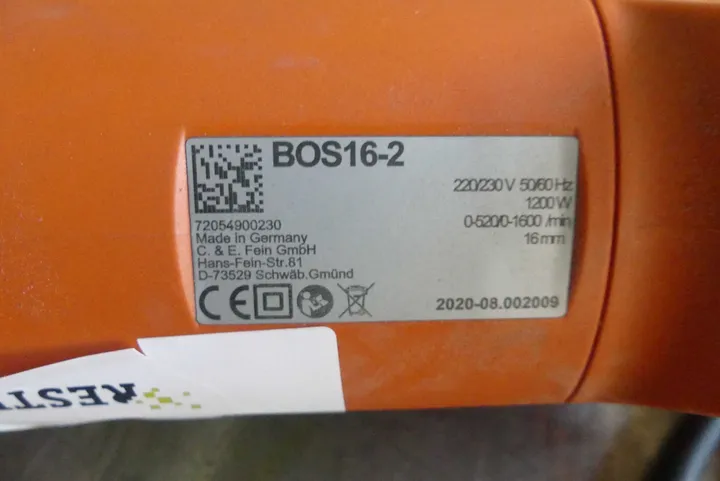 BOS16-2
72054900230
Made in Germany
C. & E. Fein GmbH
Hans-Fein-Str.81
D-73529 Schwäb.Gmünd
220/230 V 50/60 Hz
1200 W
0-520/0-1600 /min
16 mm
CE
2020-08.002009